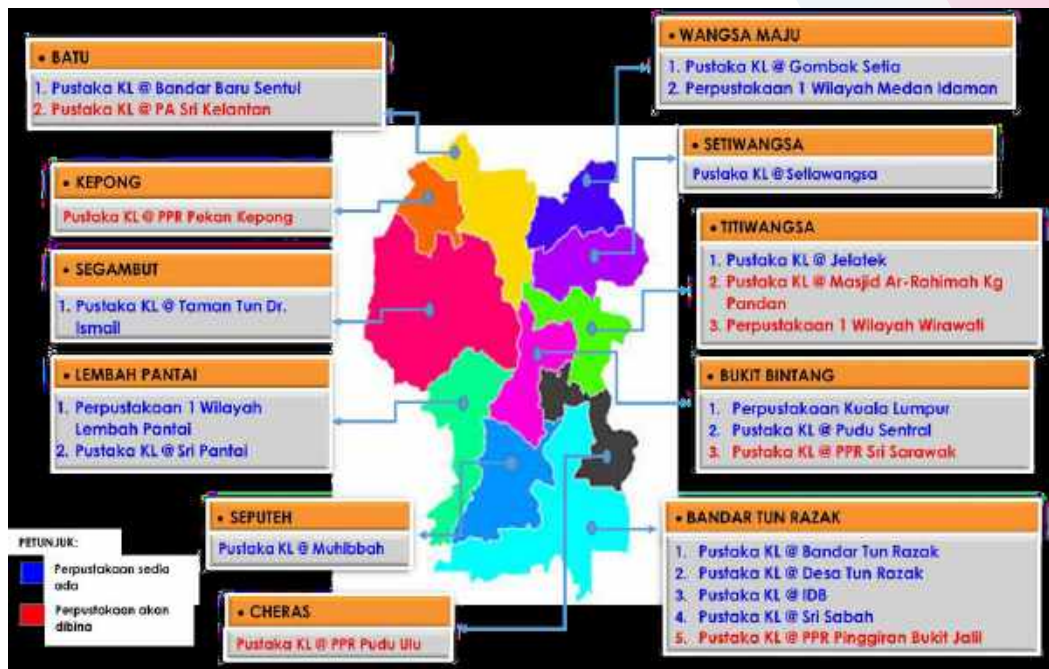 • BATU
1. Pustaka KL @ Bandar Baru Sentul
2. Pustaka KL @ PA Sri Kelantan
• KEPONG
Pustaka KL @ PPR Pekan Kepong
• SEGAMBUT
1. Pustaka KL @ Taman Tun Dr.
Ismail
• LEMBAH PANTAI
1. Perpustakaan 1 Wilayah
Lembah Pantai
2. Pustaka KL @ Sri Pantai
• SEPUTEH
Pustaka KL @ Muhibbah
• CHERAS
Pustaka KL @ PPR Pudu Ulu
• WANGSA MAJU
1. Pustaka KL @ Gombak Setia
2. Perpustakaan 1 Wilayah Medan Idaman
• SETIWANGSA
Pustaka KL @Setiawangsa
• TITIWANGSA
1. Pustaka KL @ Jelatek
2. Pustaka KL @ Masjid Ar-Rahimah Kg
Pandan
3. Perpustakaan 1 Wilayah Wirawati
• BUKIT BINTANG
1. Perpustakaan Kuala Lumpur
2. Pustaka KL @ Pudu Sentral
3. Pustaka KL @ PPR Sri Sarawak
• BANDAR TUN RAZAK
1. Pustaka KL @ Bandar Tun Razak
2. Pustaka KL @ Desa Tun Razak
3. Pustaka KL @ IDB
4. Pustaka KL @ Sri Sabah
5. Pustaka KL @ PPR Pinggiran Bukit Jalil
PETUNJUK:
Perpustakaan sedia
ada
Perpustakaan akan
dibina